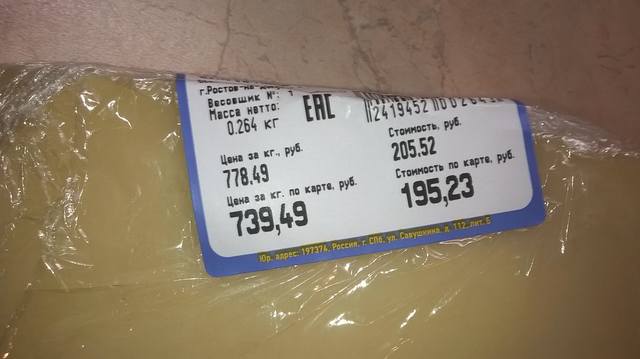 г.Ростов-на-
Весовщик №: 1
Масса нетто:
0.264 кг
ЕАС
2419452
Цена за кг., руб.
778.49
Цена за кг. по карте, руб.
739,49
Стоимость, руб.
205.52
Стоимость по карте, руб.
195,23
Юр. адрес: 197374, Россия, г. СПб, ул. Савушкина, д. 112, лит. Б